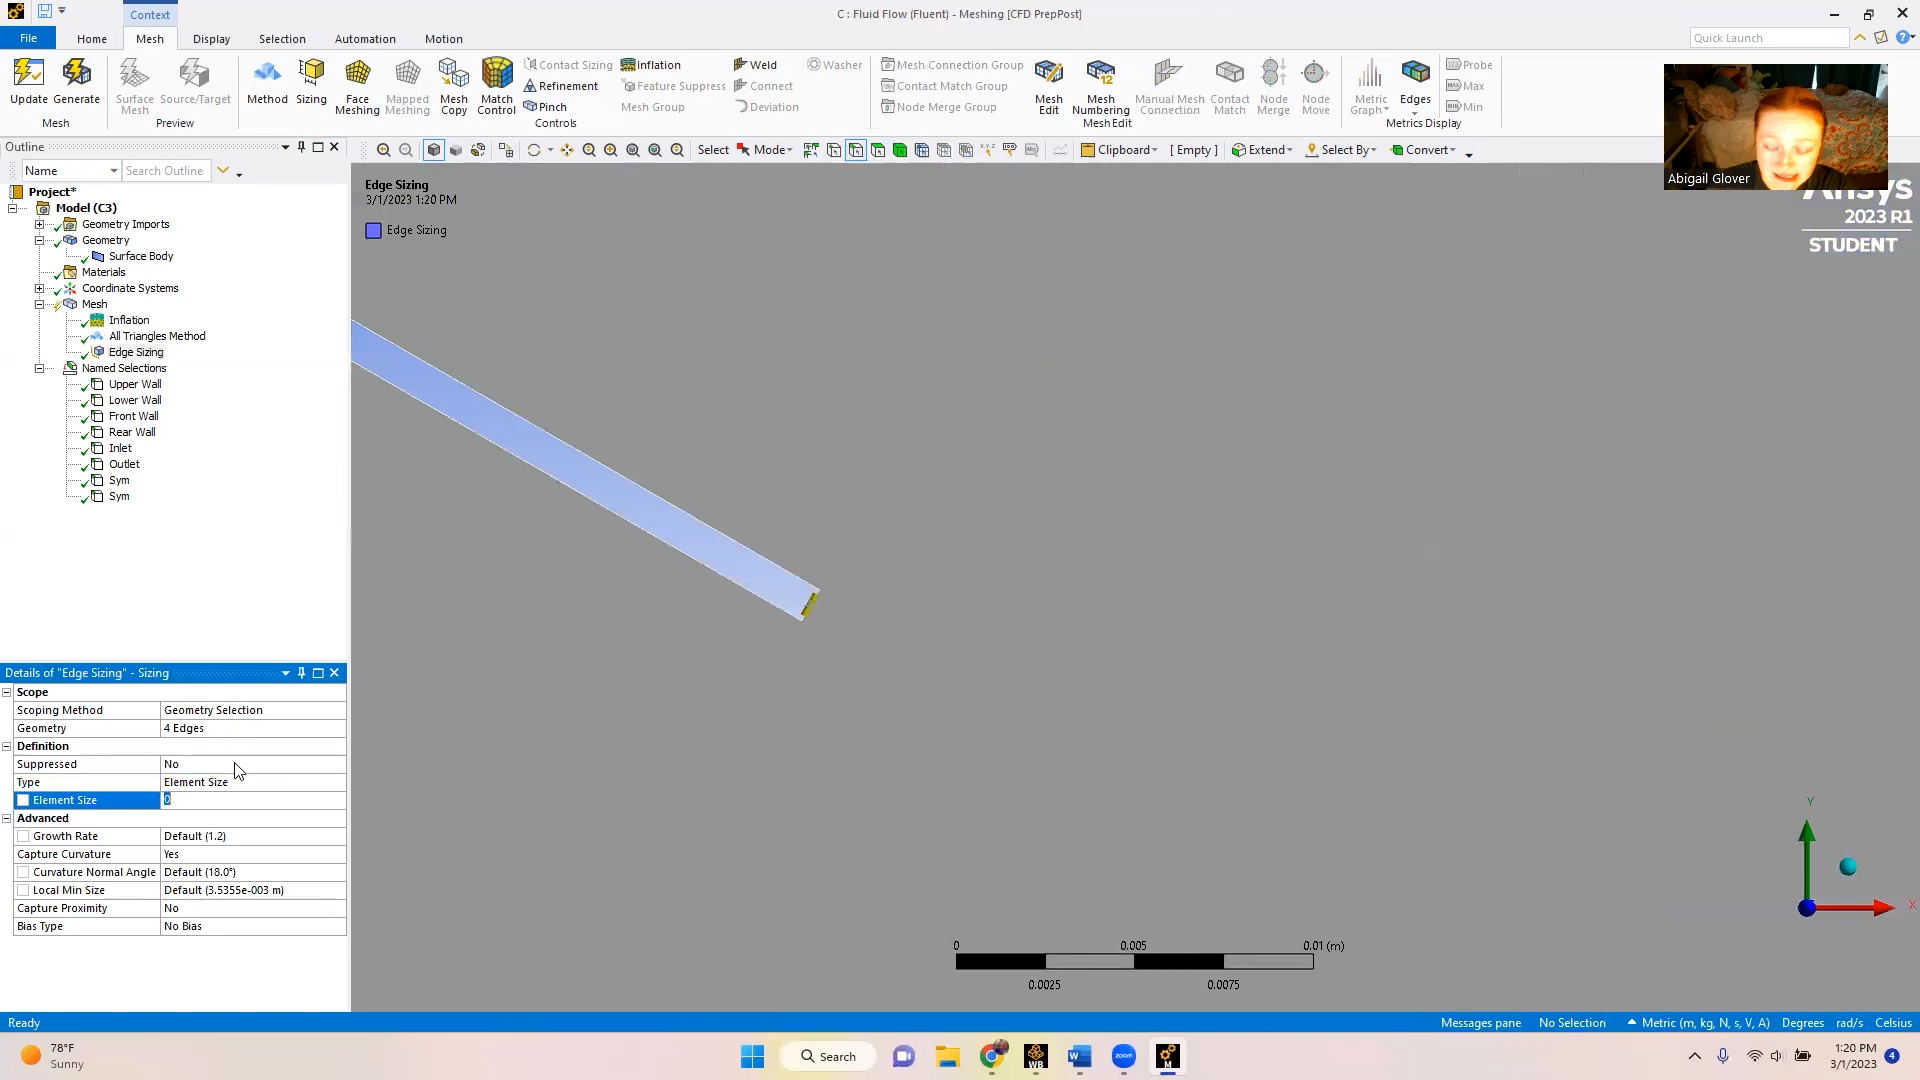 Context
C : Fluid Flow (Fluent) - Meshing [CFD PrepPost]
File
Home
Mesh
Display
Selection
Automation
Motion
Quick Launch
Update
Generate
Mesh
Surface Mesh
Source/Target
Preview
Method
Sizing
Face Meshing
Mapped Meshing
Mesh Copy
Match Control
Contact Sizing
Refinement
Pinch
Inflation
Feature Suppress
Mesh Group
Weld
Connect
Deviation
Washer
Controls
Mesh Connection Group
Contact Match Group
Node Merge Group
Mesh Edit
Mesh Numbering
Manual Mesh Connection
Contact Match
Node Merge
Node Move
Mesh Edit
Metric Graph
Edges
Probe
Max
Min
Metrics Display
Outline
Name
Search Outline
Select
Mode
Clipboard
[ Empty ]
Extend
Select By
Convert
Abigail Glover
Project*
Model (C3)
Geometry Imports
Geometry
Surface Body
Materials
Coordinate Systems
Mesh
Inflation
All Triangles Method
Edge Sizing
Named Selections
Upper Wall
Lower Wall
Front Wall
Rear Wall
Inlet
Outlet
Sym
Sym
Edge Sizing
3/1/2023 1:20 PM
Edge Sizing
Ansys
2023 R1
STUDENT
Details of "Edge Sizing" - Sizing
Scope
Scoping Method Geometry Selection
Geometry 4 Edges
Definition
Suppressed No
Type Element Size
Element Size 0
Advanced
Growth Rate Default (1.2)
Capture Curvature Yes
Curvature Normal Angle Default (18.0°)
Local Min Size Default (3.5355e-003 m)
Capture Proximity No
Bias Type No Bias
Y
X
0 0.005 0.01 (m)
0.0025 0.0075
Ready
Messages pane
No Selection
Metric (m, kg, N, s, V, A)
Degrees
rad/s
Celsius
78°F
Sunny
Search
WB
W
zoom
M
1:20 PM
3/1/2023
4